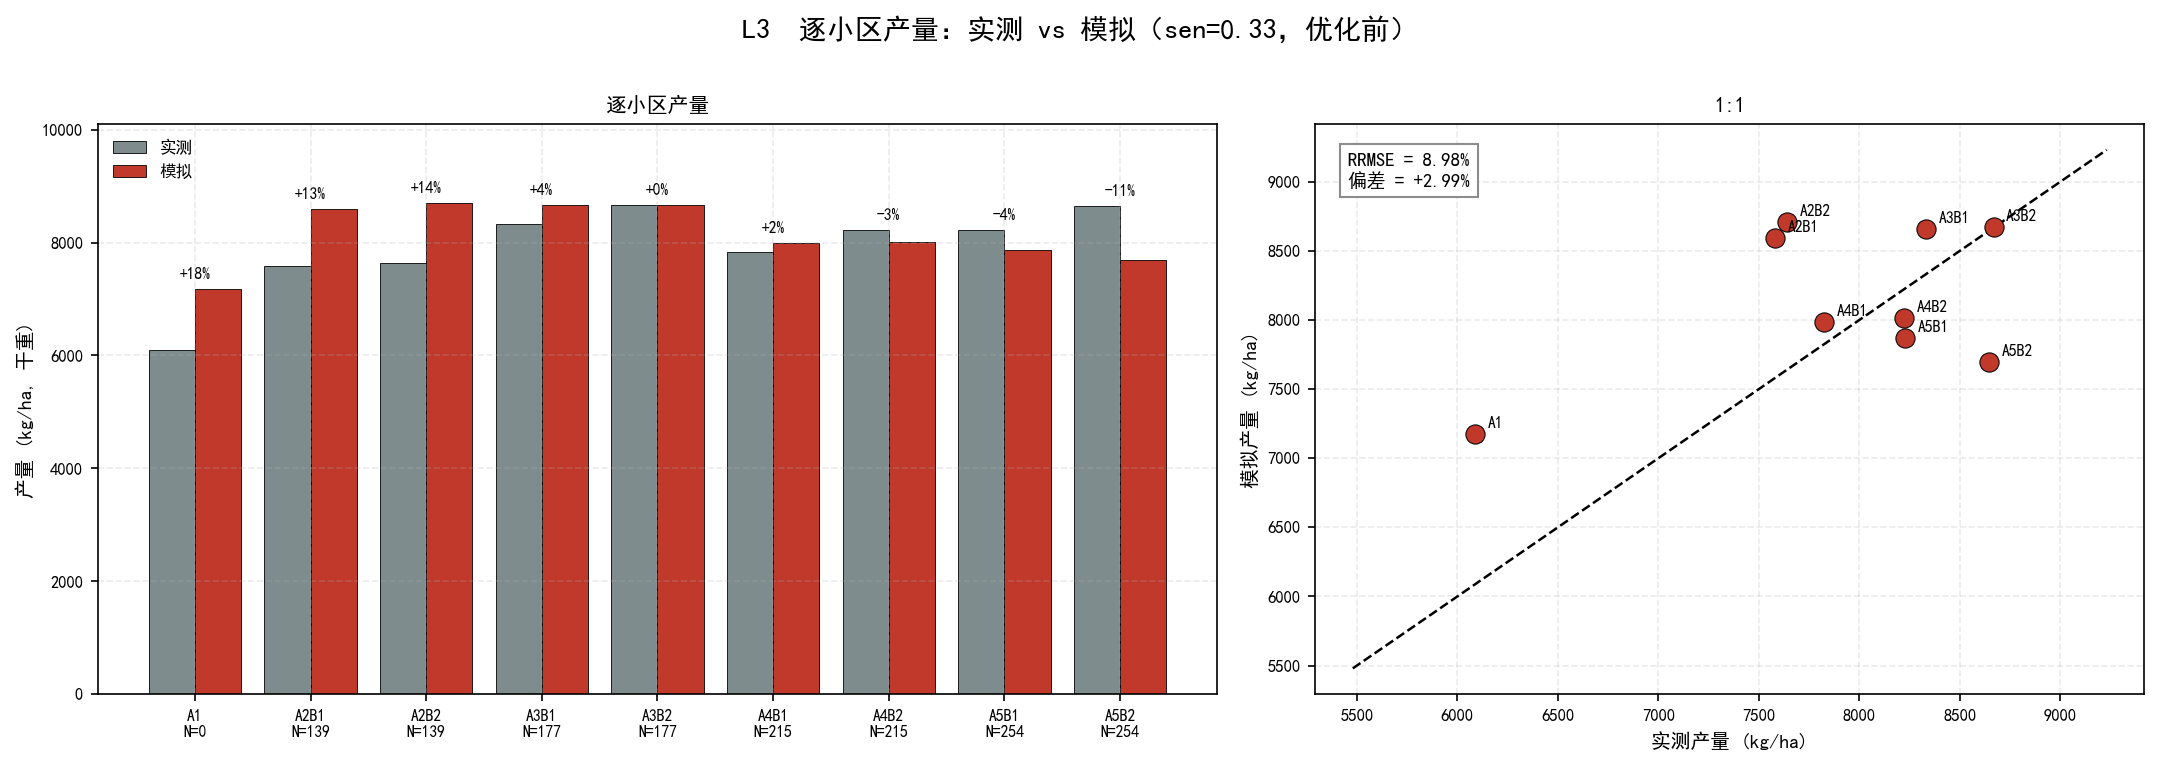 L3  逐小区产量：实测 vs 模拟（sen=0.33，优化前）
逐小区产量
产量 (kg/ha, 干重)
10000
8000
6000
4000
2000
0
实测
模拟
+18%
+13%
+14%
+4%
+0%
+2%
−3%
−4%
−11%
A1
N=0
A2B1
N=139
A2B2
N=139
A3B1
N=177
A3B2
N=177
A4B1
N=215
A4B2
N=215
A5B1
N=254
A5B2
N=254
1:1
RRMSE = 8.98%
偏差 = +2.99%
模拟产量 (kg/ha)
9000
8500
8000
7500
7000
6500
6000
5500
A2B2
A2B1
A3B1
A3B2
A4B1
A4B2
A5B1
A5B2
A1
5500
6000
6500
7000
7500
8000
8500
9000
实测产量 (kg/ha)